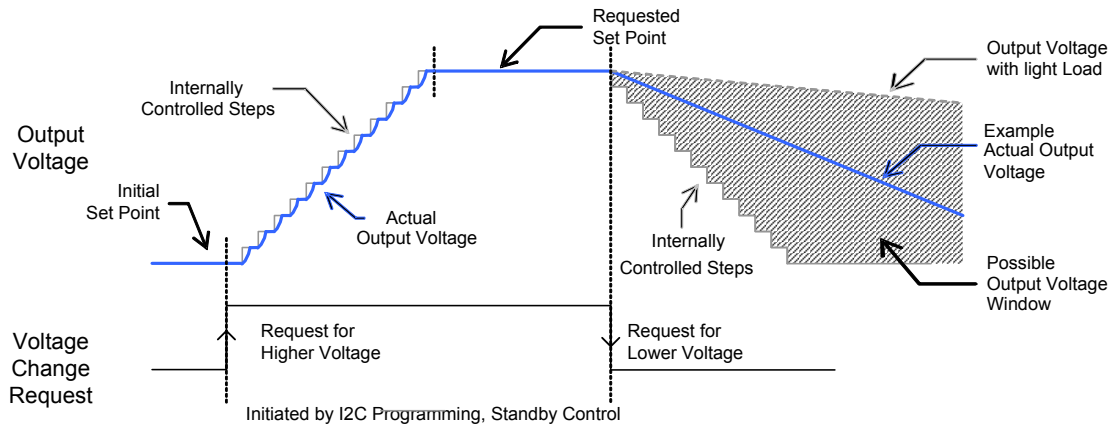 Requested
Set Point
Output Voltage
with light Load
Internally
Controlled Steps
Output
Voltage
Example
Actual Output
Voltage
Initial
Set Point
Actual
Output Voltage
Internally
Controlled Steps
Possible
Output Voltage
Window
Voltage
Change
Request
Request for
Higher Voltage
Request for
Lower Voltage
Initiated by I2C Programming, Standby Control